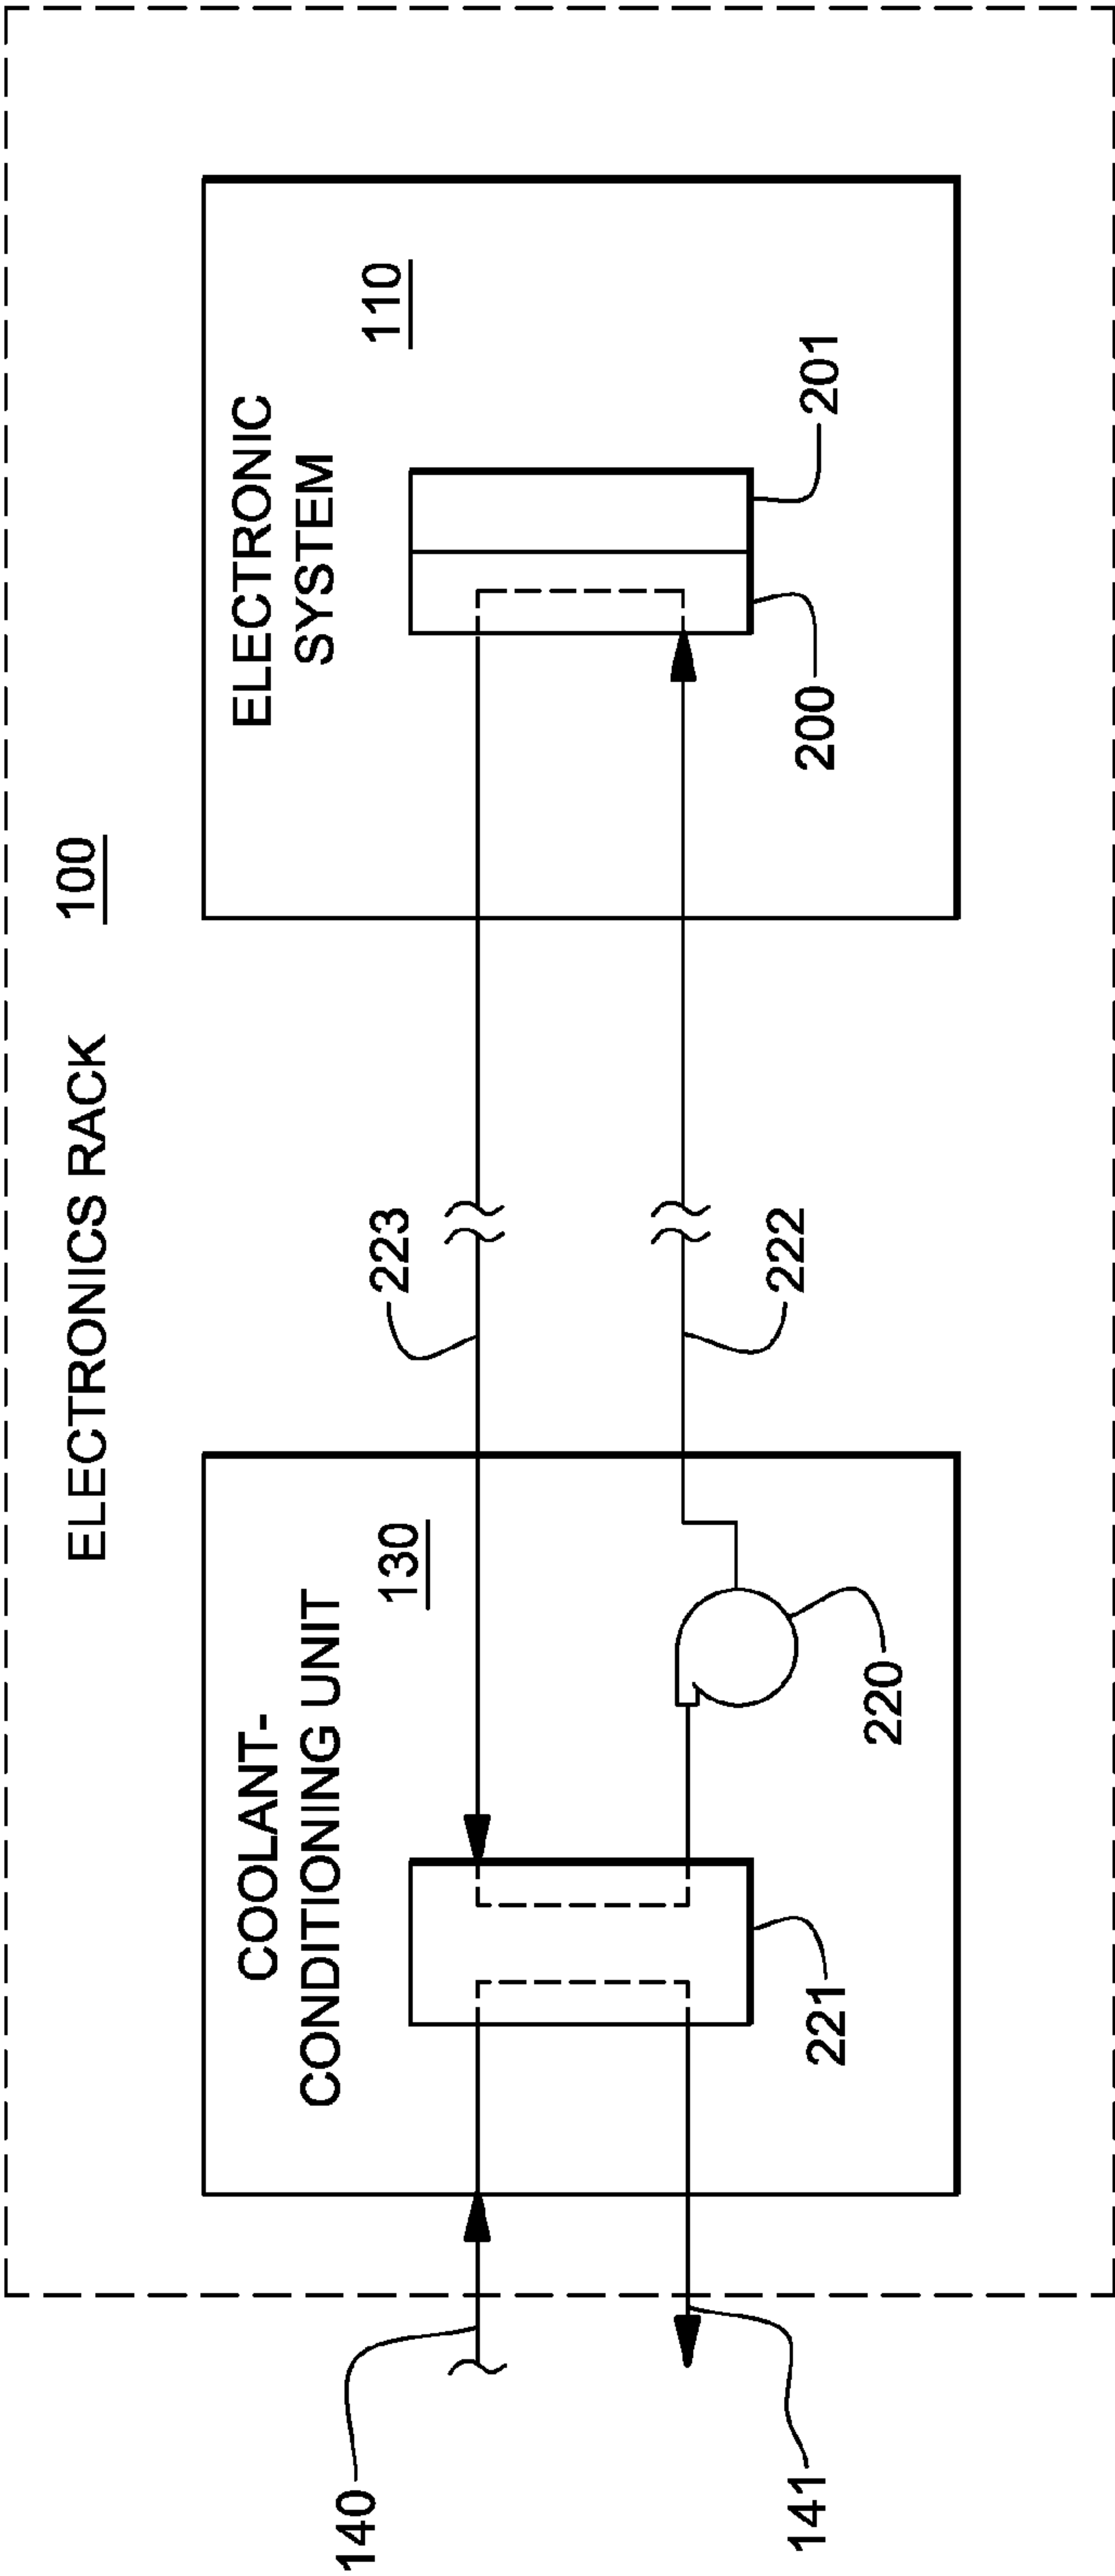 ELECTRONICS RACK 100
COOLANT-
CONDITIONING UNIT
130
ELECTRONIC
SYSTEM
110
140
223
141
221
220
222
200
201